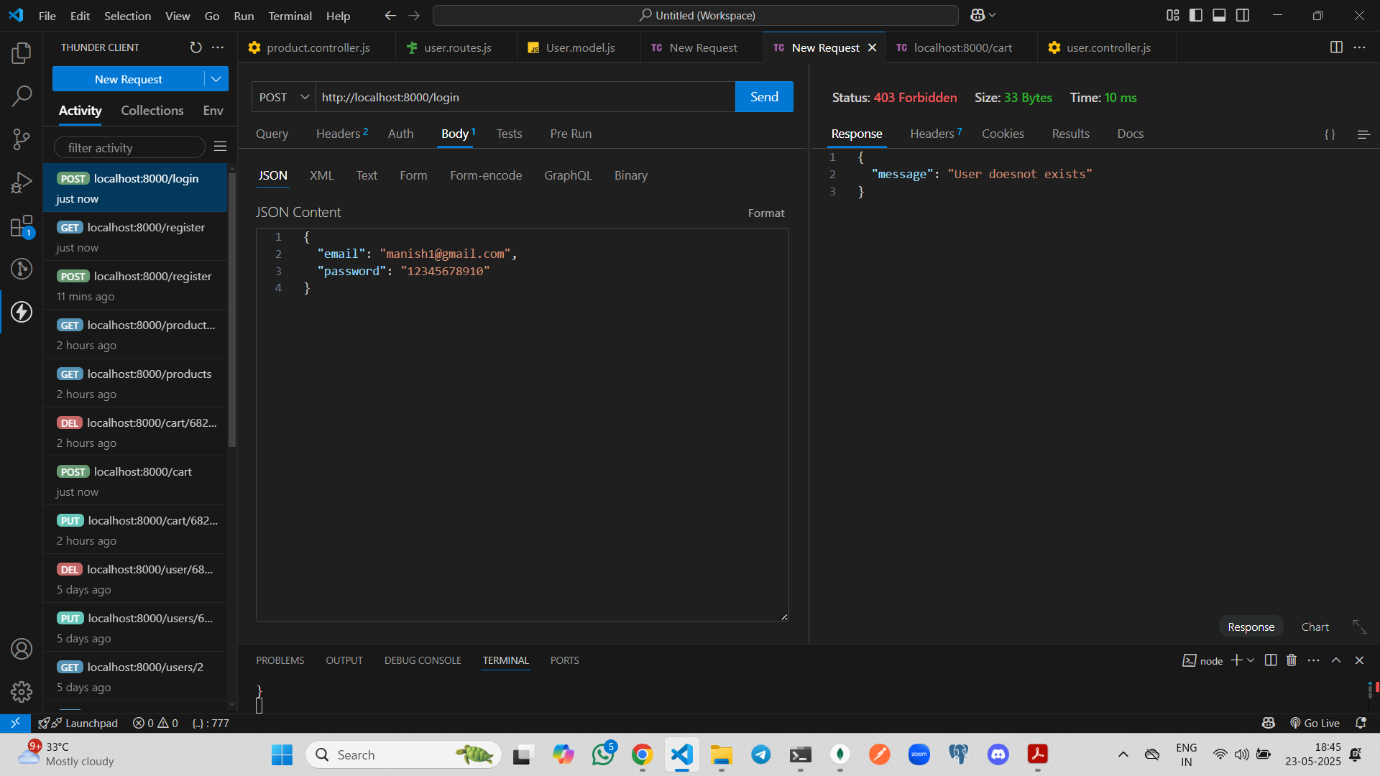 File Edit Selection View Go Run Terminal Help
Untitled (Workspace)
THUNDER CLIENT
New Request
Activity Collections Env
filter activity
POST localhost:8000/login
just now
GET localhost:8000/register
just now
POST localhost:8000/register
11 mins ago
GET localhost:8000/product...
2 hours ago
GET localhost:8000/products
2 hours ago
DEL localhost:8000/cart/682...
2 hours ago
POST localhost:8000/cart
just now
PUT localhost:8000/cart/682...
2 hours ago
DEL localhost:8000/user/68...
5 days ago
PUT localhost:8000/users/6...
5 days ago
GET localhost:8000/users/2
5 days ago
1
product.controller.js user.routes.js JS User.model.js TC New Request TC New Request TC localhost:8000/cart user.controller.js
POST http://localhost:8000/login Send
Query Headers 2 Auth Body 1 Tests Pre Run
JSON XML Text Form Form-encode GraphQL Binary
JSON Content Format
1 {
2 "email": "manish1@gmail.com",
3 "password": "12345678910"
4 }
Status: 403 Forbidden Size: 33 Bytes Time: 10 ms
Response Headers 7 Cookies Results Docs {}
1 {
2 "message": "User doesnot exists"
3 }
Response Chart
PROBLEMS OUTPUT DEBUG CONSOLE TERMINAL PORTS
node
}
Launchpad 0 0 {..} : 777 Go Live
9+ 33°C
Mostly cloudy
Search
5
zoom
ENG
IN
18:45
23-05-2025